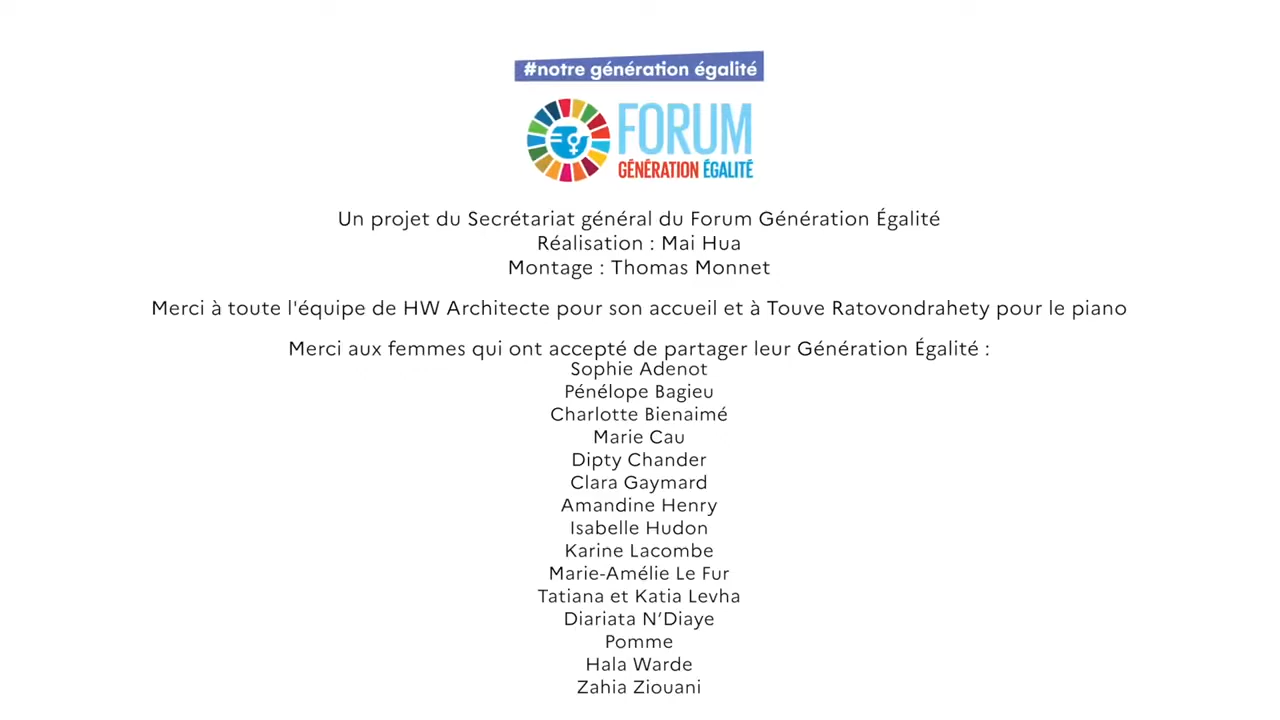 #notre génération égalité
FORUM
GÉNÉRATION ÉGALITÉ
Un projet du Secrétariat général du Forum Génération Égalité
Réalisation : Mai Hua
Montage : Thomas Monnet
Merci à toute l'équipe de HW Architecte pour son accueil et à Touve Ratovondrahety pour le piano
Merci aux femmes qui ont accepté de partager leur Génération Égalité :
Sophie Adenot
Pénélope Bagieu
Charlotte Bienaimé
Marie Cau
Dipty Chander
Clara Gaymard
Amandine Henry
Isabelle Hudon
Karine Lacombe
Marie-Amélie Le Fur
Tatiana et Katia Levha
Diariata N’Diaye
Pomme
Hala Warde
Zahia Ziouani